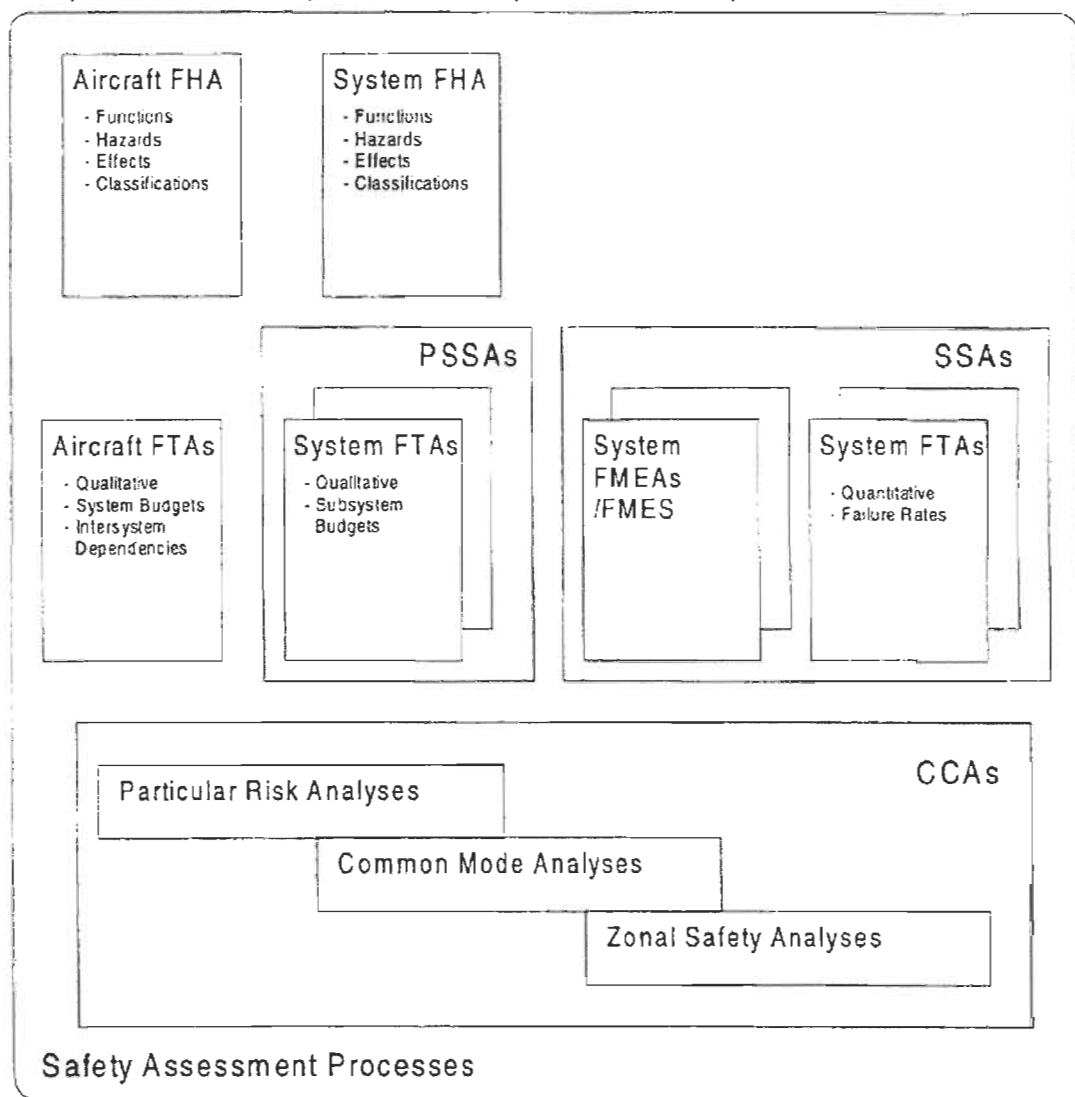 Aircraft FHA
- Functions
- Hazards
- Effects
- Classifications
System FHA
- Functions
- Hazards
- Effects
- Classifications
PSSAs
SSAs
Aircraft FTAs
- Qualitative
- System Budgets
- Intersystem
Dependencies
System FTAs
- Qualitative
- Subsystem
Budgets
System
FMEAs
/FMES
System FTAs
- Quantitative
- Failure Rates
CCAs
Particular Risk Analyses
Common Mode Analyses
Zonal Safety Analyses
Safety Assessment Processes